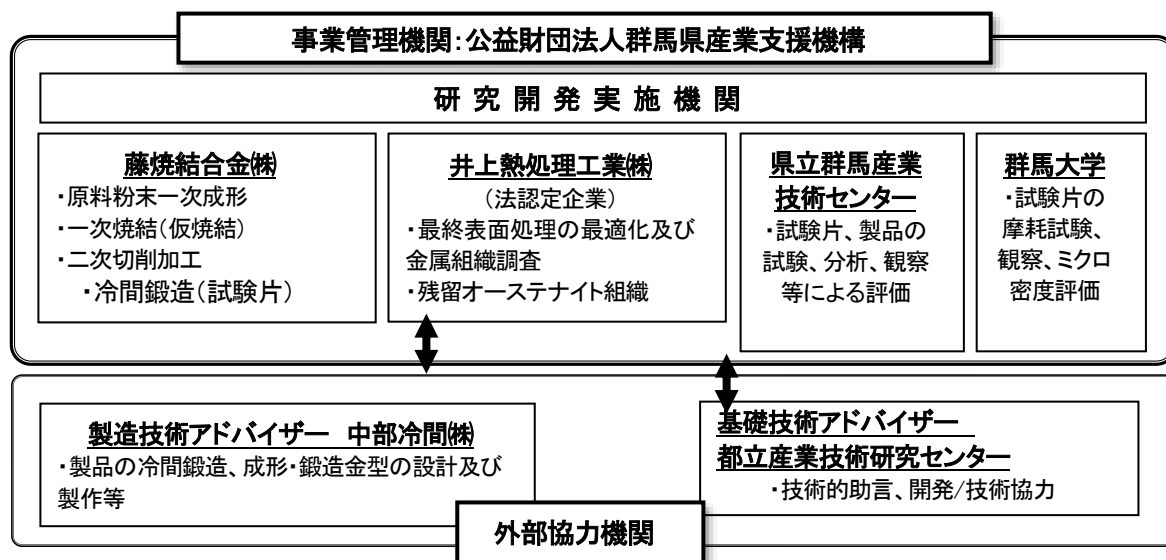 事業管理機関:公益財団法人群馬県産業支援機構
研究開発実施機関
藤焼結合金㈱
・原料粉末一次成形
・一次焼結(仮焼結)
・二次切削加工
・冷間鍛造(試験片)
井上熱処理工業㈱
(法認定企業)
・最終表面処理の最適化及び
金属組織調査
・残留オーステナイト組織
県立群馬産業
技術センター
・試験片、製品の
試験、分析、観察
等による評価
群馬大学
・試験片の
摩耗試験、
観察、ミクロ
密度評価
製造技術アドバイザー 中部冷間㈱
・製品の冷間鍛造、成形・鍛造金型の設計及び
製作等
基礎技術アドバイザー
都立産業技術研究センター
・技術的助言、開発/技術協力
外部協力機関